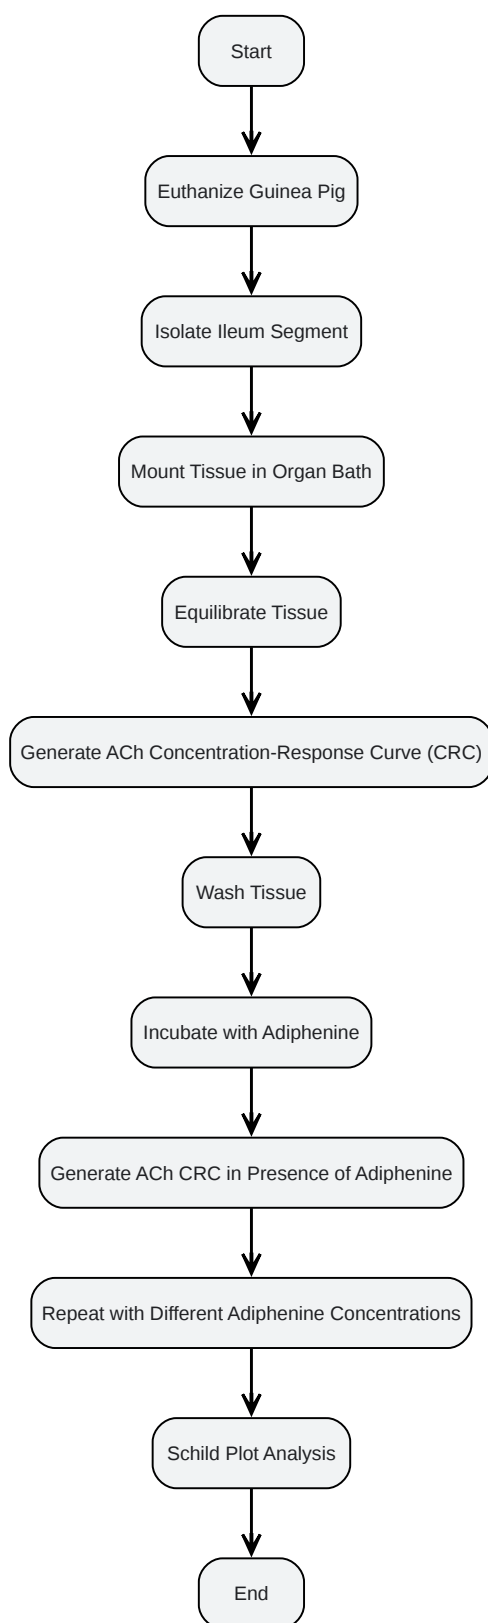 Start
Euthanize Guinea Pig
Isolate Ileum Segment
Mount Tissue in Organ Bath
Equilibrate Tissue
Generate ACh Concentration-Response Curve (CRC)
Wash Tissue
Incubate with Adiphenine
Generate ACh CRC in Presence of Adiphenine
Repeat with Different Adiphenine Concentrations
Schild Plot Analysis
End